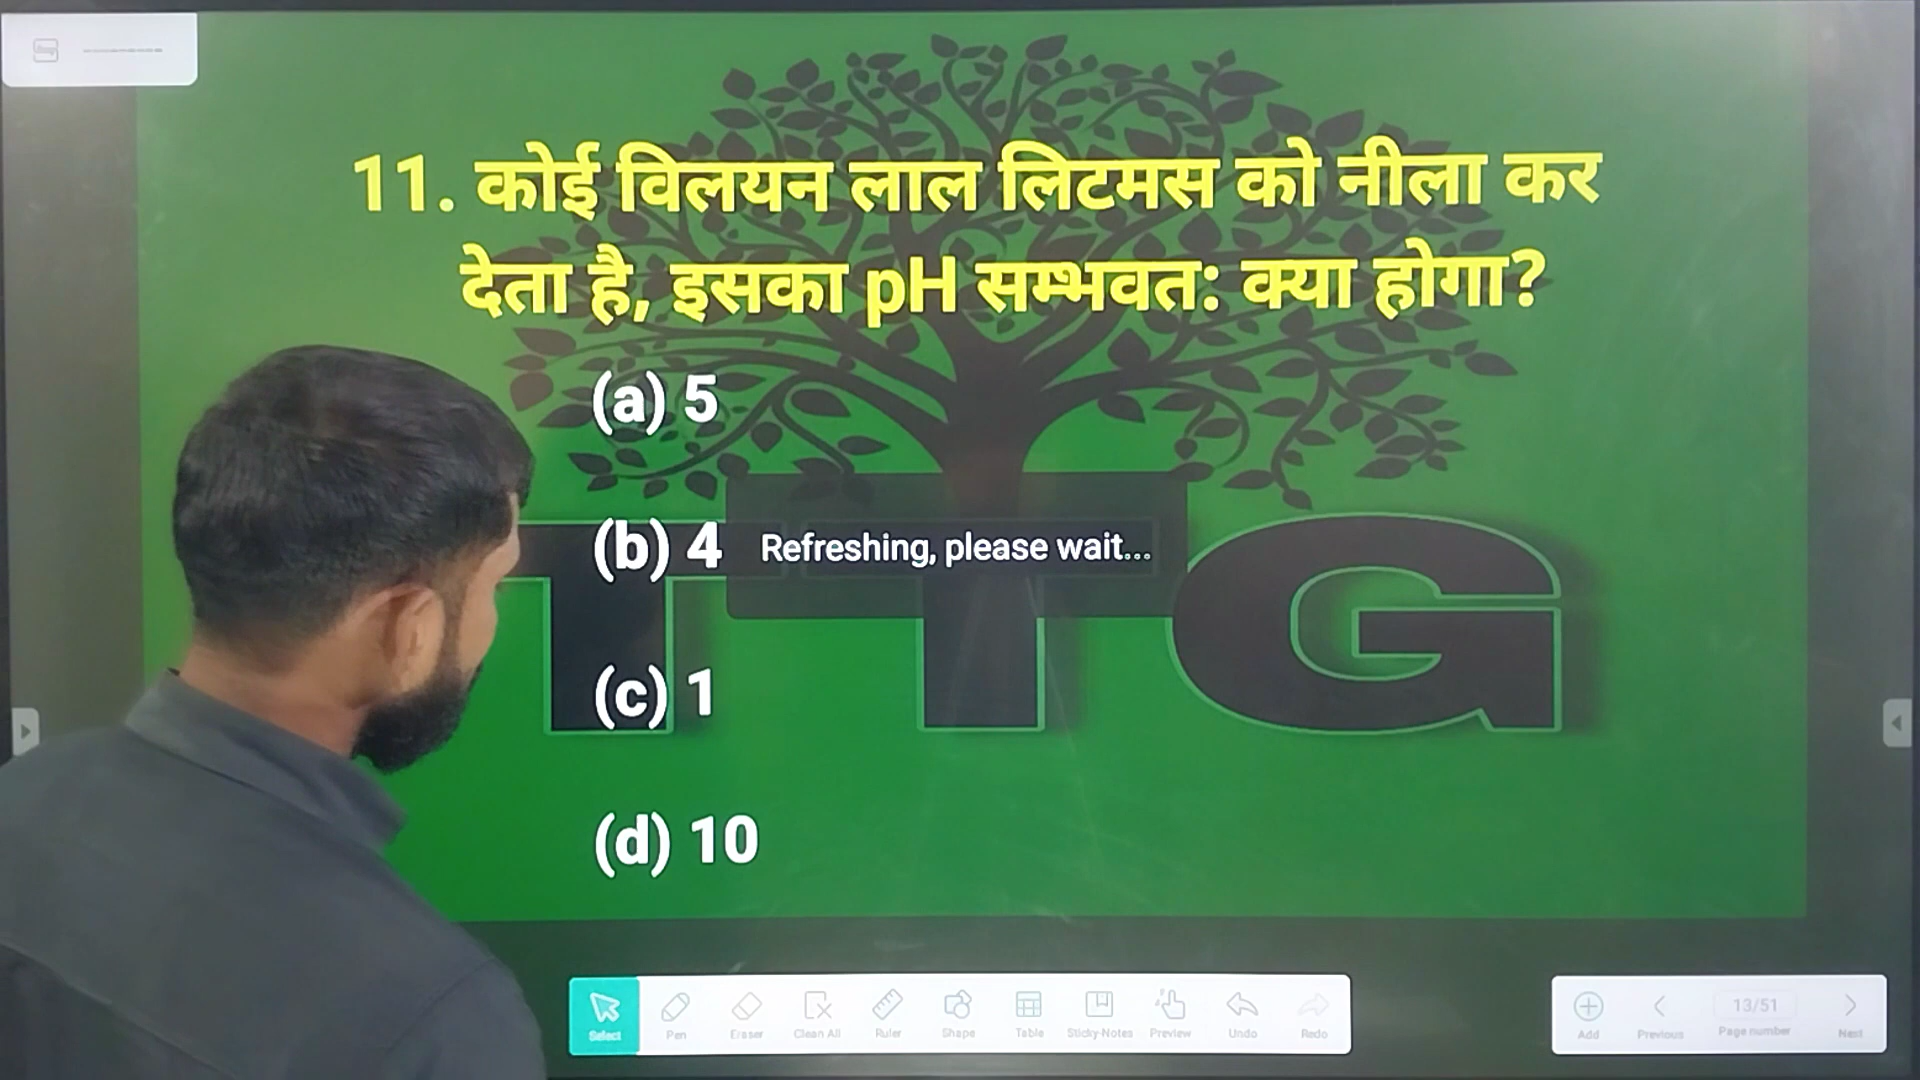 11. कोई विलयन लाल लिटमस को नीला कर
देता है, इसका pH सम्भवत: क्या होगा?
(a) 5
(b) 4
Refreshing, please wait...
(c) 1
(d) 10
TTG
Select Pen Eraser Clean All Ruler Shape Table Sticky Notes Preview Undo Redo
13/51
Add Previous Page number Next